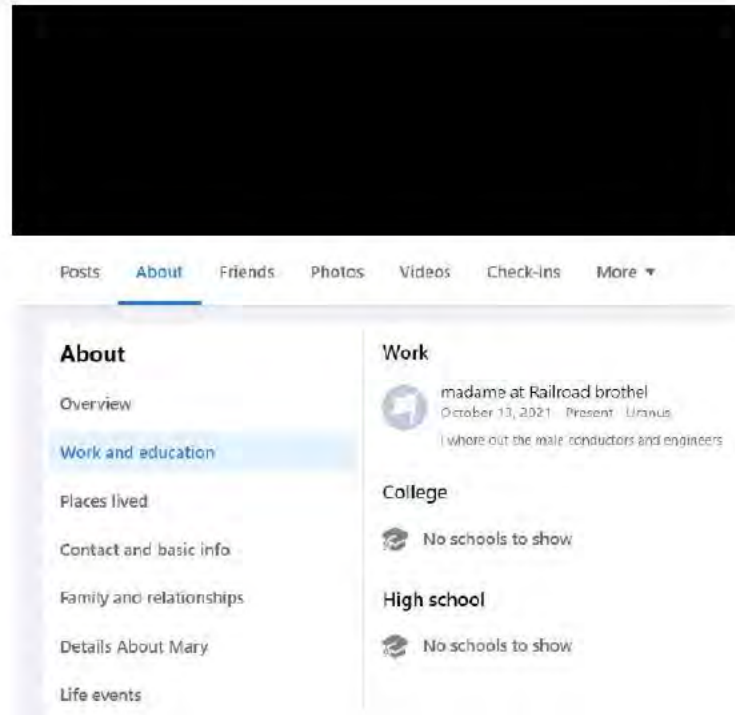 Posts About Friends Photos Videos Check-ins More
About
Overview
Work and education
Places lived
Contact and basic info
Family and relationships
Details About Mary
Life events
Work
madame at Railroad brothel
October 13, 2021 - Present · Uranus
I whore out the male conductors and engineers
College
No schools to show
High school
No schools to show